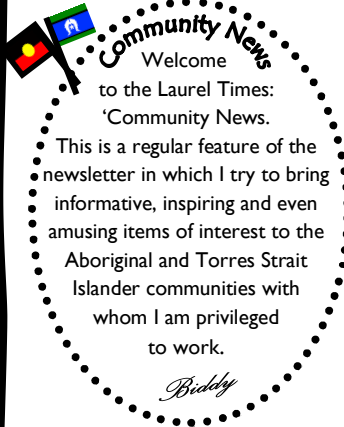 Community News
Welcome
to the Laurel Times:
‘Community News.
This is a regular feature of the
newsletter in which I try to bring
informative, inspiring and even
amusing items of interest to the
Aboriginal and Torres Strait
Islander communities with
whom I am privileged
to work.
Biddy